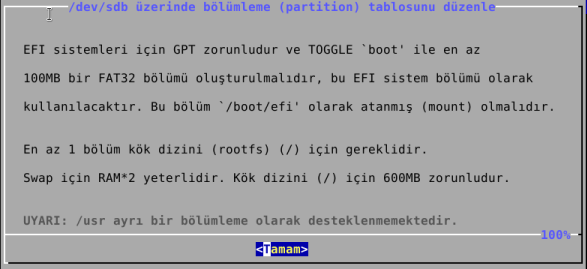 /dev/sdb üzerinde bölümleme (partition) tablosunu düzenle
EFI sistemleri için GPT zorunludur ve TOGGLE `boot' ile en az
100MB bir FAT32 bölümü oluşturulmalıdır, bu EFI sistem bölümü olarak
kullanılacaktır. Bu bölüm `/boot/efi' olarak atanmış (mount) olmalıdır.
En az 1 bölüm kök dizini (rootfs) (/) için gereklidir.
Swap için RAM*2 yeterlidir. Kök dizini (/) için 600MB zorunludur.
UYARI: /usr ayrı bir bölümleme olarak desteklenmemektedir.
100%
<Tamam>